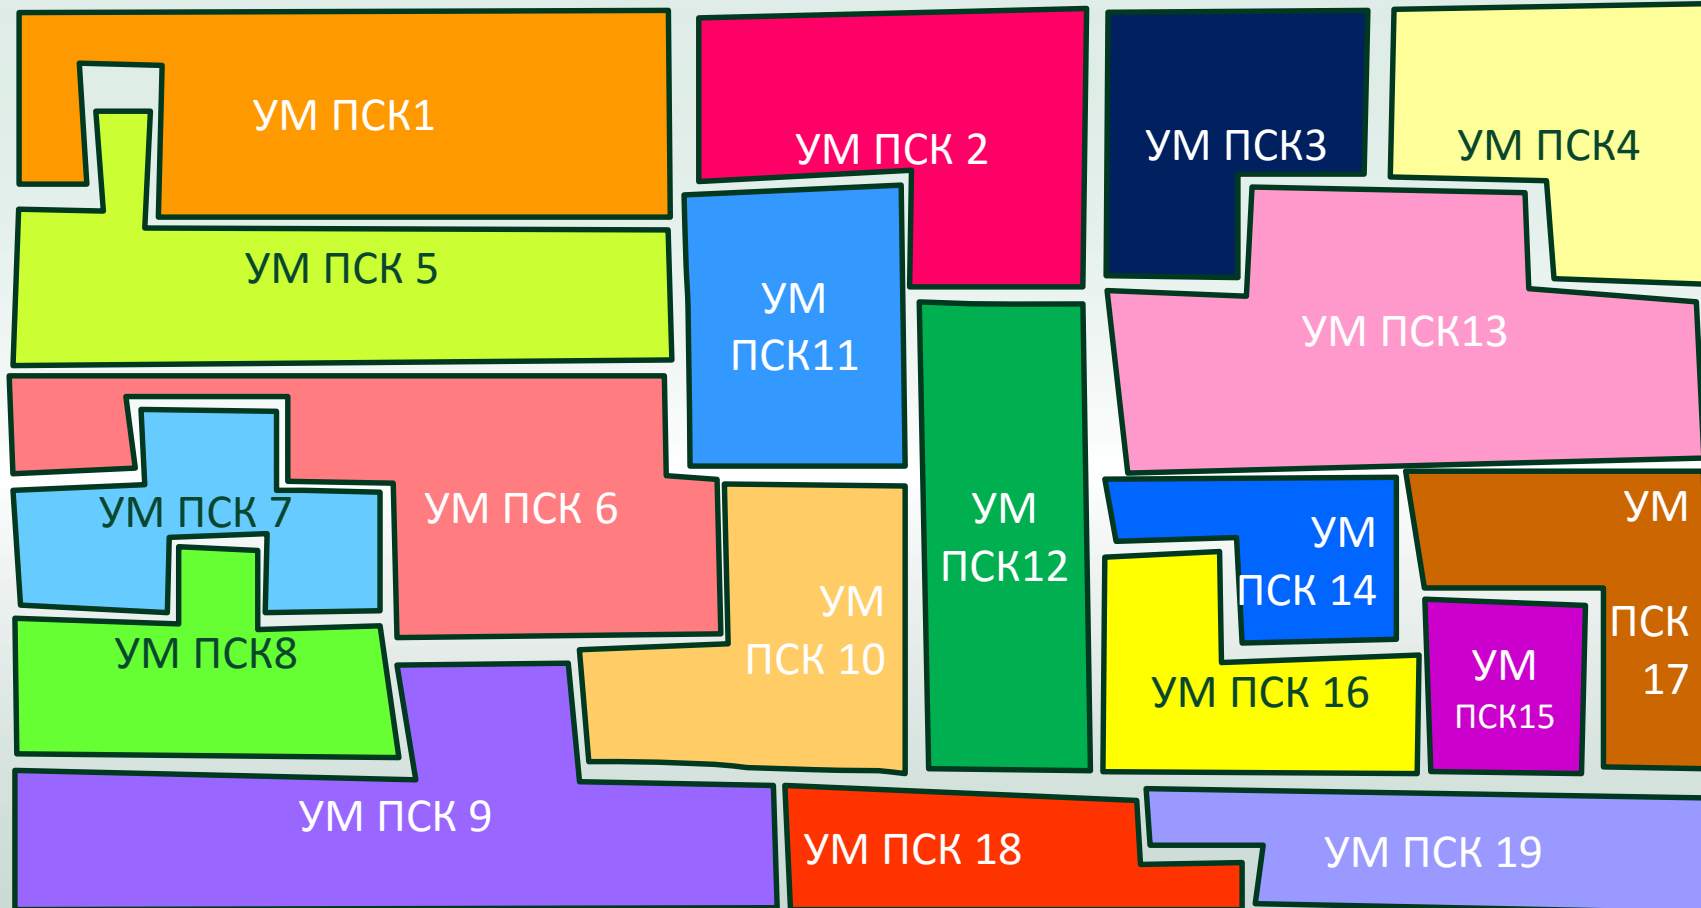 УМ ПСК1
УМ ПСК 2
УМ ПСК3
УМ ПСК4
УМ ПСК 5
УМ
ПСК11
УМ ПСК13
УМ ПСК 7
УМ ПСК 6
УМ
ПСК12
УМ
ПСК 14
УМ
ПСК
17
УМ
ПСК 10
УМ ПСК8
УМ ПСК 16
УМ
ПСК15
УМ ПСК 9
УМ ПСК 18
УМ ПСК 19